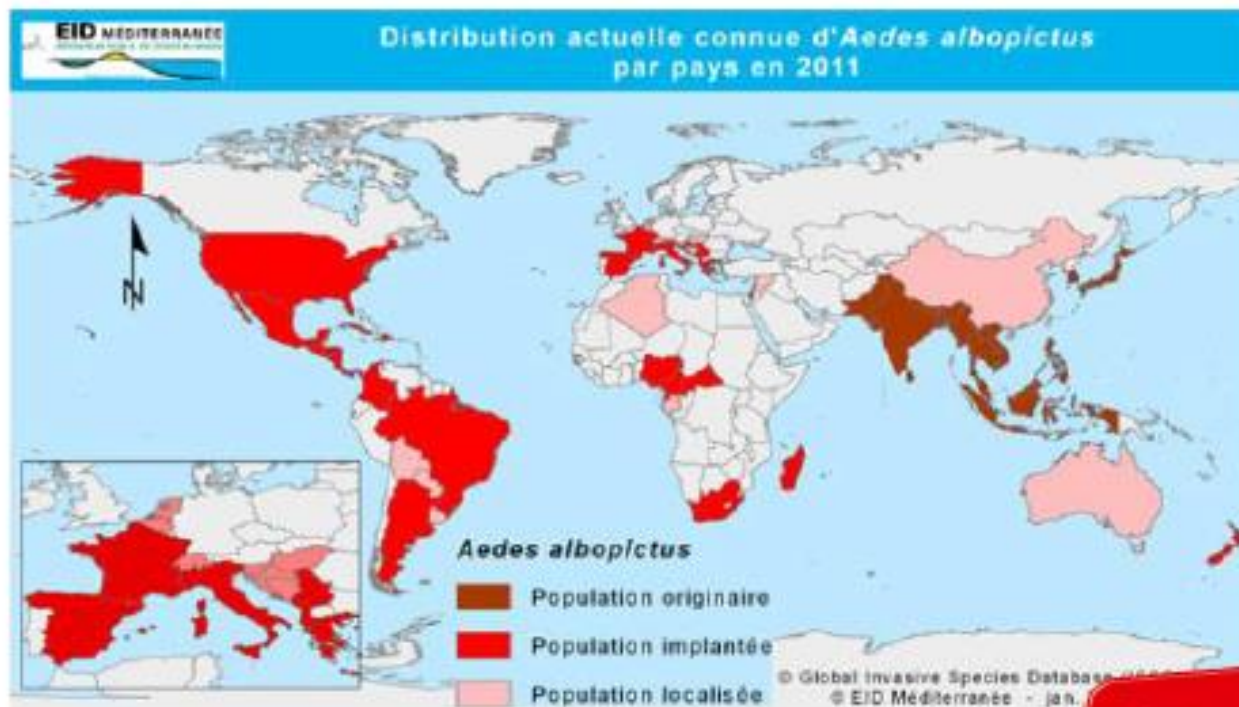 EID MÉDITERRANÉE
Distribution actuelle connue d'Aedes albopictus
par pays en 2011
N
Aedes albopictus
Population originaire
Population implantée
Population localisée
© Global Invasive Species Database
© EID Méditerranée - jan.